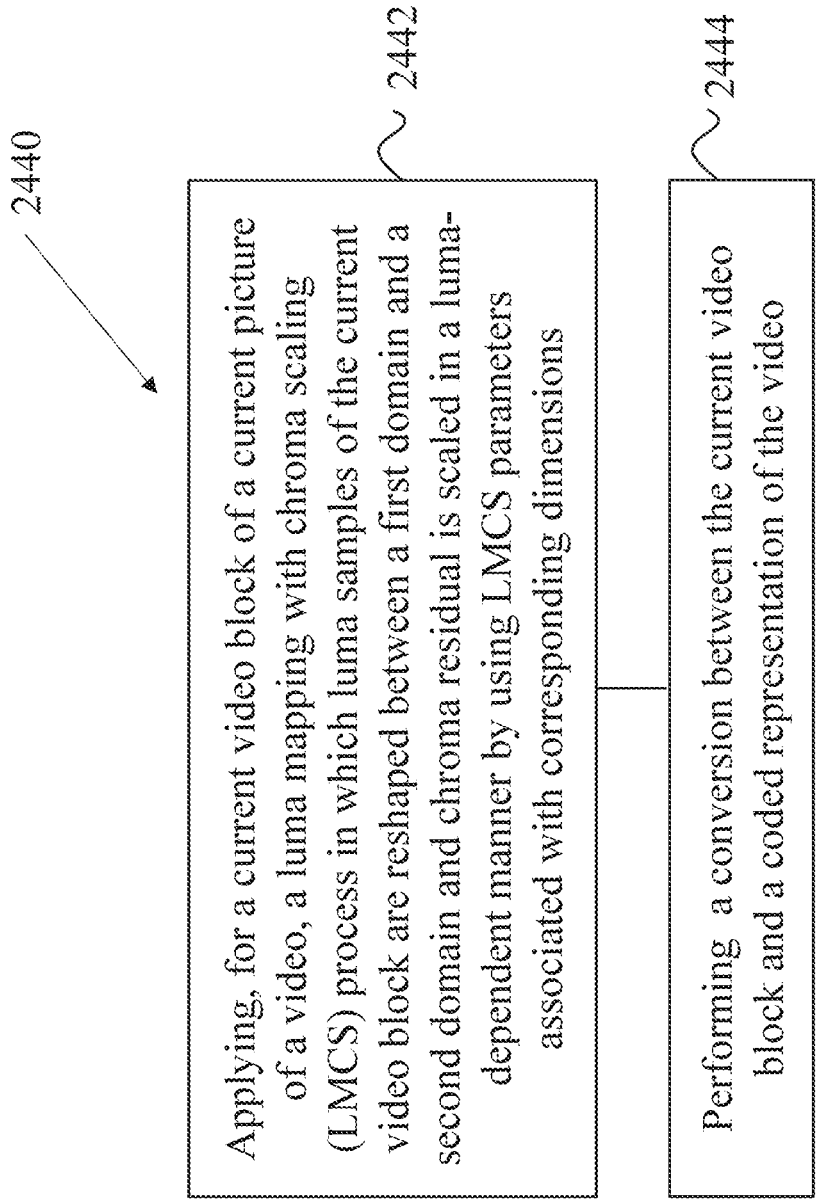 2440
Applying, for a current video block of a current picture
of a video, a luma mapping with chroma scaling
(LMCS) process in which luma samples of the current
video block are reshaped between a first domain and a
second domain and chroma residual is scaled in a luma-
dependent manner by using LMCS parameters
associated with corresponding dimensions
2442
Performing a conversion between the current video
block and a coded representation of the video
2444